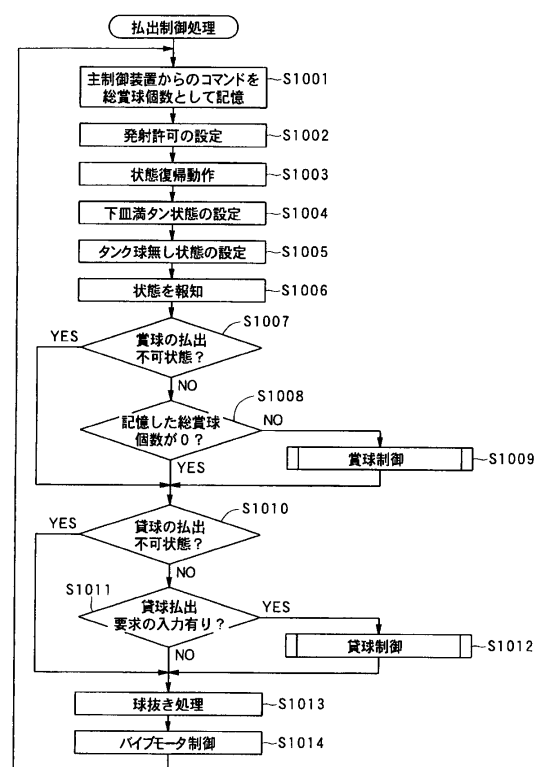 払出制御処理
主制御装置からのコマンドを
総賞球個数として記憶
S1001
発射許可の設定
S1002
状態復帰動作
S1003
下皿満タン状態の設定
S1004
タンク球無し状態の設定
S1005
状態を報知
S1006
S1007
YES
賞球の払出
不可状態?
NO
S1008
記憶した総賞球
個数が0?
NO
YES
賞球制御
S1009
S1010
YES
貸球の払出
不可状態?
NO
S1011
貸球払出
要求の入力有り?
YES
NO
貸球制御
S1012
球抜き処理
S1013
バイブモータ制御
S1014